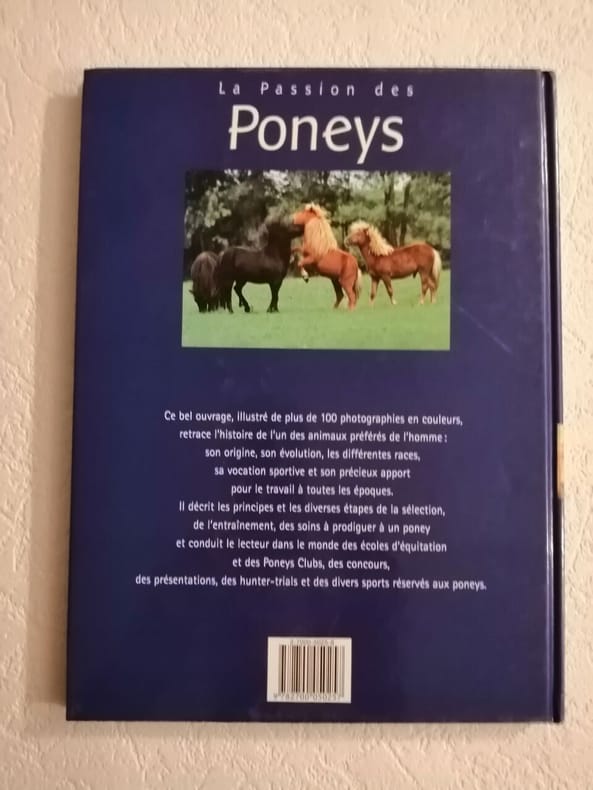 La Passion des
Poneys
Ce bel ouvrage, illustré de plus de 100 photographies en couleurs,
retrace l'histoire de l'un des animaux préférés de l'homme :
son origine, son évolution, les différentes races,
sa vocation sportive et son précieux apport
pour le travail à toutes les époques.
Il décrit les principes et les diverses étapes de la sélection,
de l'entraînement, des soins à prodiguer à un poney
et conduit le lecteur dans le monde des écoles d'équitation
et des Poneys Clubs, des concours,
des présentations, des hunter-trials et des divers sports réservés aux poneys.